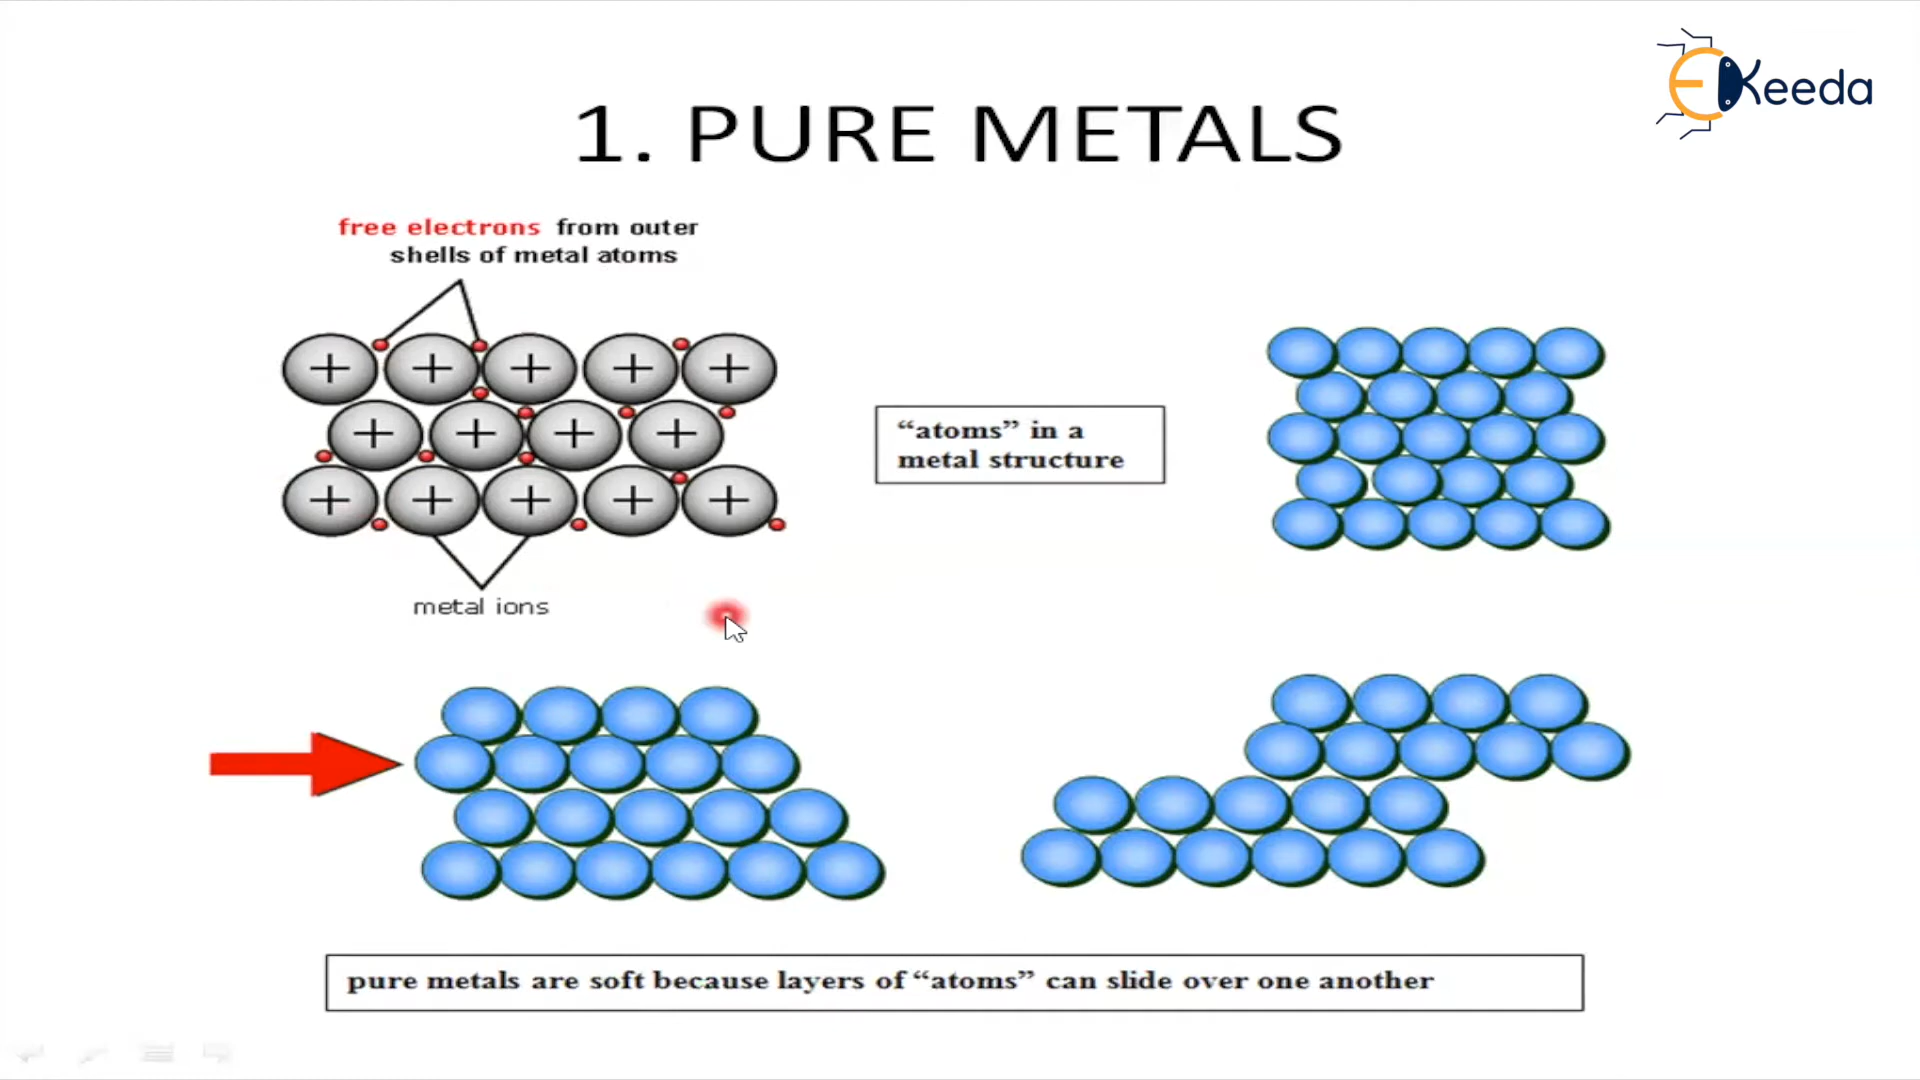 EKeeda
1. PURE METALS
free electrons from outer
shells of metal atoms
+ + + + +
+ + + +
+ + + + +
metal ions
“atoms” in a
metal structure
pure metals are soft because layers of “atoms” can slide over one another